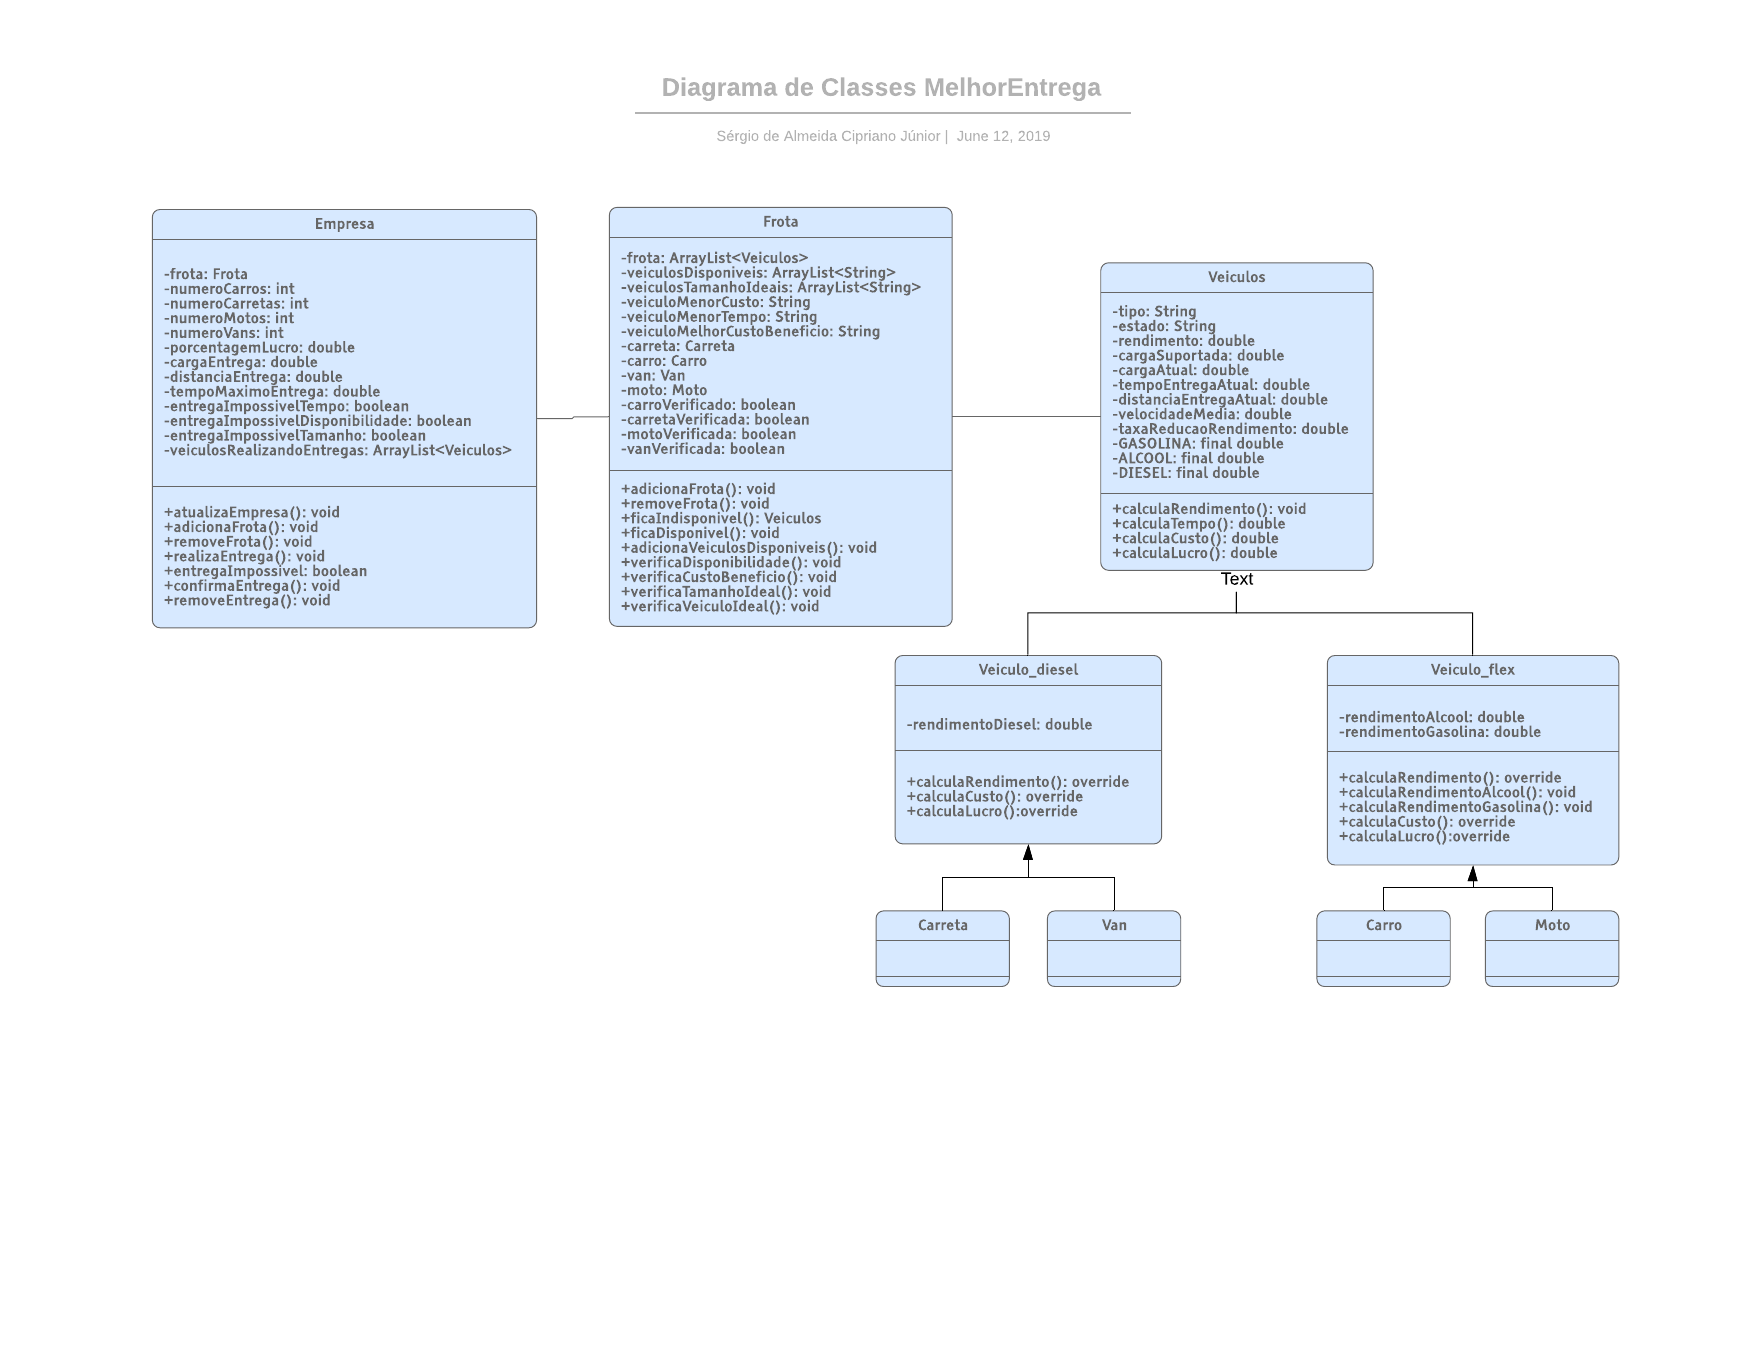 Diagrama de Classes MelhorEntrega
Sérgio de Almeida Cipriano Júnior | June 12, 2019
Empresa
-frota: Frota
-numeroCarros: int
-numeroCarretas: int
-numeroMotos: int
-numeroVans: int
-porcentagemLucro: double
-cargaEntrega: double
-distanciaEntrega: double
-tempoMaximoEntrega: double
-entregaImpossivelTempo: boolean
-entregaImpossivelDisponibilidade: boolean
-entregaImpossivelTamanho: boolean
-veiculosRealizandoEntregas: ArrayList<Veiculos>
+atualizaEmpresa(): void
+adicionaFrota(): void
+removeFrota(): void
+realizaEntrega(): void
+entregaImpossivel: boolean
+confirmaEntrega(): void
+removeEntrega(): void
Frota
-frota: ArrayList<Veiculos>
-veiculosDisponiveis: ArrayList<String>
-veiculosTamanhoIdeais: ArrayList<String>
-veiculoMenorCusto: String
-veiculoMenorTempo: String
-veiculoMelhorCustoBeneficio: String
-carreta: Carreta
-carro: Carro
-van: Van
-moto: Moto
-carroVerificado: boolean
-carretaVerificada: boolean
-motoVerificada: boolean
-vanVerificada: boolean
+adicionaFrota(): void
+removeFrota(): void
+ficaIndisponivel(): Veiculos
+ficaDisponivel(): void
+adicionaVeiculosDisponiveis(): void
+verificaDisponibilidade(): void
+verificaCustoBeneficio(): void
+verificaTamanhoIdeal(): void
+verificaVeiculoIdeal(): void
Veiculos
-tipo: String
-estado: String
-rendimento: double
-cargaSuportada: double
-cargaAtual: double
-tempoEntregaAtual: double
-distanciaEntregaAtual: double
-velocidadeMedia: double
-taxaReducaoRendimento: double
-GASOLINA: final double
-ALCOOL: final double
-DIESEL: final double
+calculaRendimento(): void
+calculaTempo(): double
+calculaCusto(): double
+calculaLucro(): double
Text
Veiculo_diesel
-rendimentoDiesel: double
+calculaRendimento(): override
+calculaCusto(): override
+calculaLucro():override
Veiculo_flex
-rendimentoAlcool: double
-rendimentoGasolina: double
+calculaRendimento(): override
+calculaRendimentoAlcool(): void
+calculaRendimentoGasolina(): void
+calculaCusto(): override
+calculaLucro():override
Carreta
Van
Carro
Moto